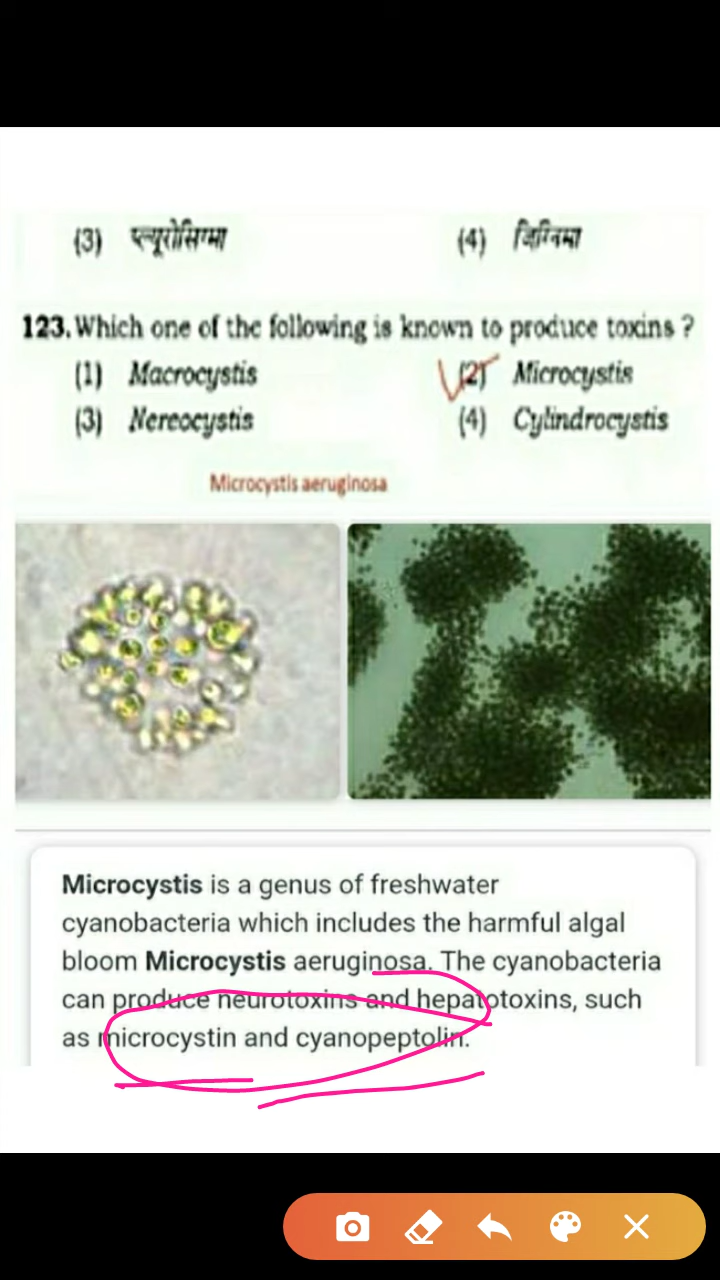 (3) प्ल्यूरोसिग्मा (4) जिग्निमा
123. Which one of the following is known to produce toxins ?
(1) Macrocystis (2) Microcystis
(3) Nereocystis (4) Cylindrocystis
Microcystis aeruginosa
Microcystis is a genus of freshwater
cyanobacteria which includes the harmful algal
bloom Microcystis aeruginosa. The cyanobacteria
can produce neurotoxins and hepatotoxins, such
as microcystin and cyanopeptolin.